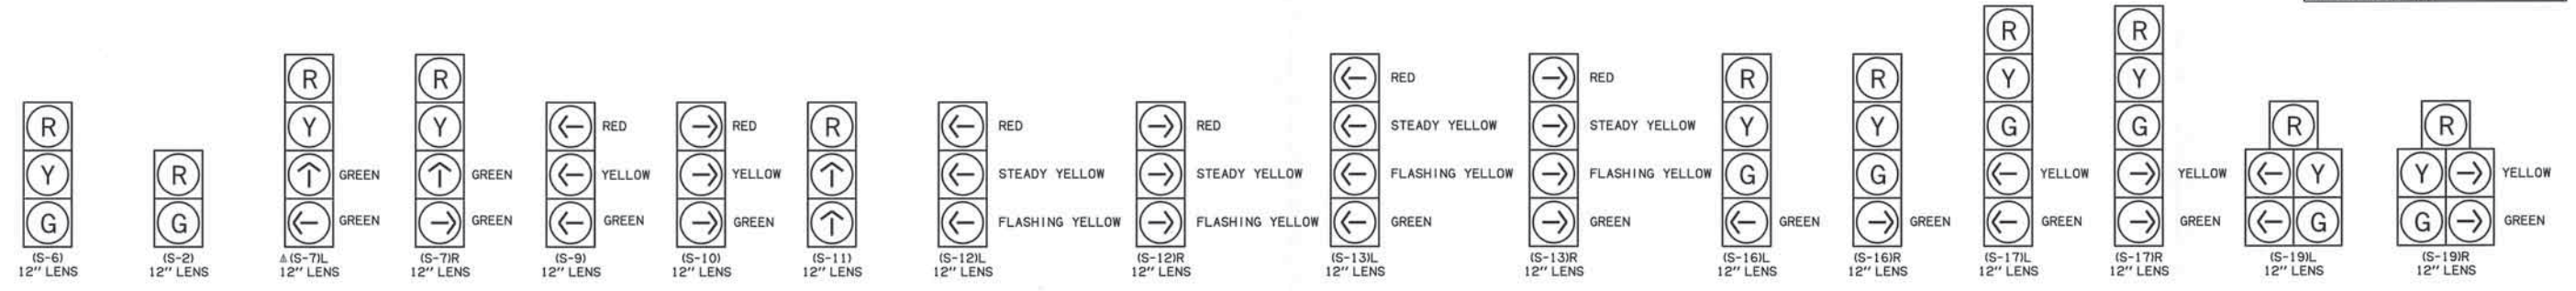 R
Y
G
(S-6)
12" LENS
R
G
(S-2)
12" LENS
R
Y
GREEN
GREEN
Δ(S-7)L
12" LENS
R
Y
GREEN
GREEN
(S-7)R
12" LENS
RED
YELLOW
GREEN
(S-9)
12" LENS
RED
YELLOW
GREEN
(S-10)
12" LENS
R
(S-11)
12" LENS
RED
STEADY YELLOW
FLASHING YELLOW
(S-12)L
12" LENS
RED
STEADY YELLOW
FLASHING YELLOW
(S-12)R
12" LENS
RED
STEADY YELLOW
FLASHING YELLOW
GREEN
(S-13)L
12" LENS
RED
STEADY YELLOW
FLASHING YELLOW
GREEN
(S-13)R
12" LENS
R
Y
G
GREEN
(S-16)L
12" LENS
R
Y
G
GREEN
(S-16)R
12" LENS
R
Y
G
YELLOW
GREEN
(S-17)L
12" LENS
R
Y
G
YELLOW
GREEN
(S-17)R
12" LENS
R
Y
G
(S-19)L
12" LENS
R
Y YELLOW
G GREEN
(S-19)R
12" LENS